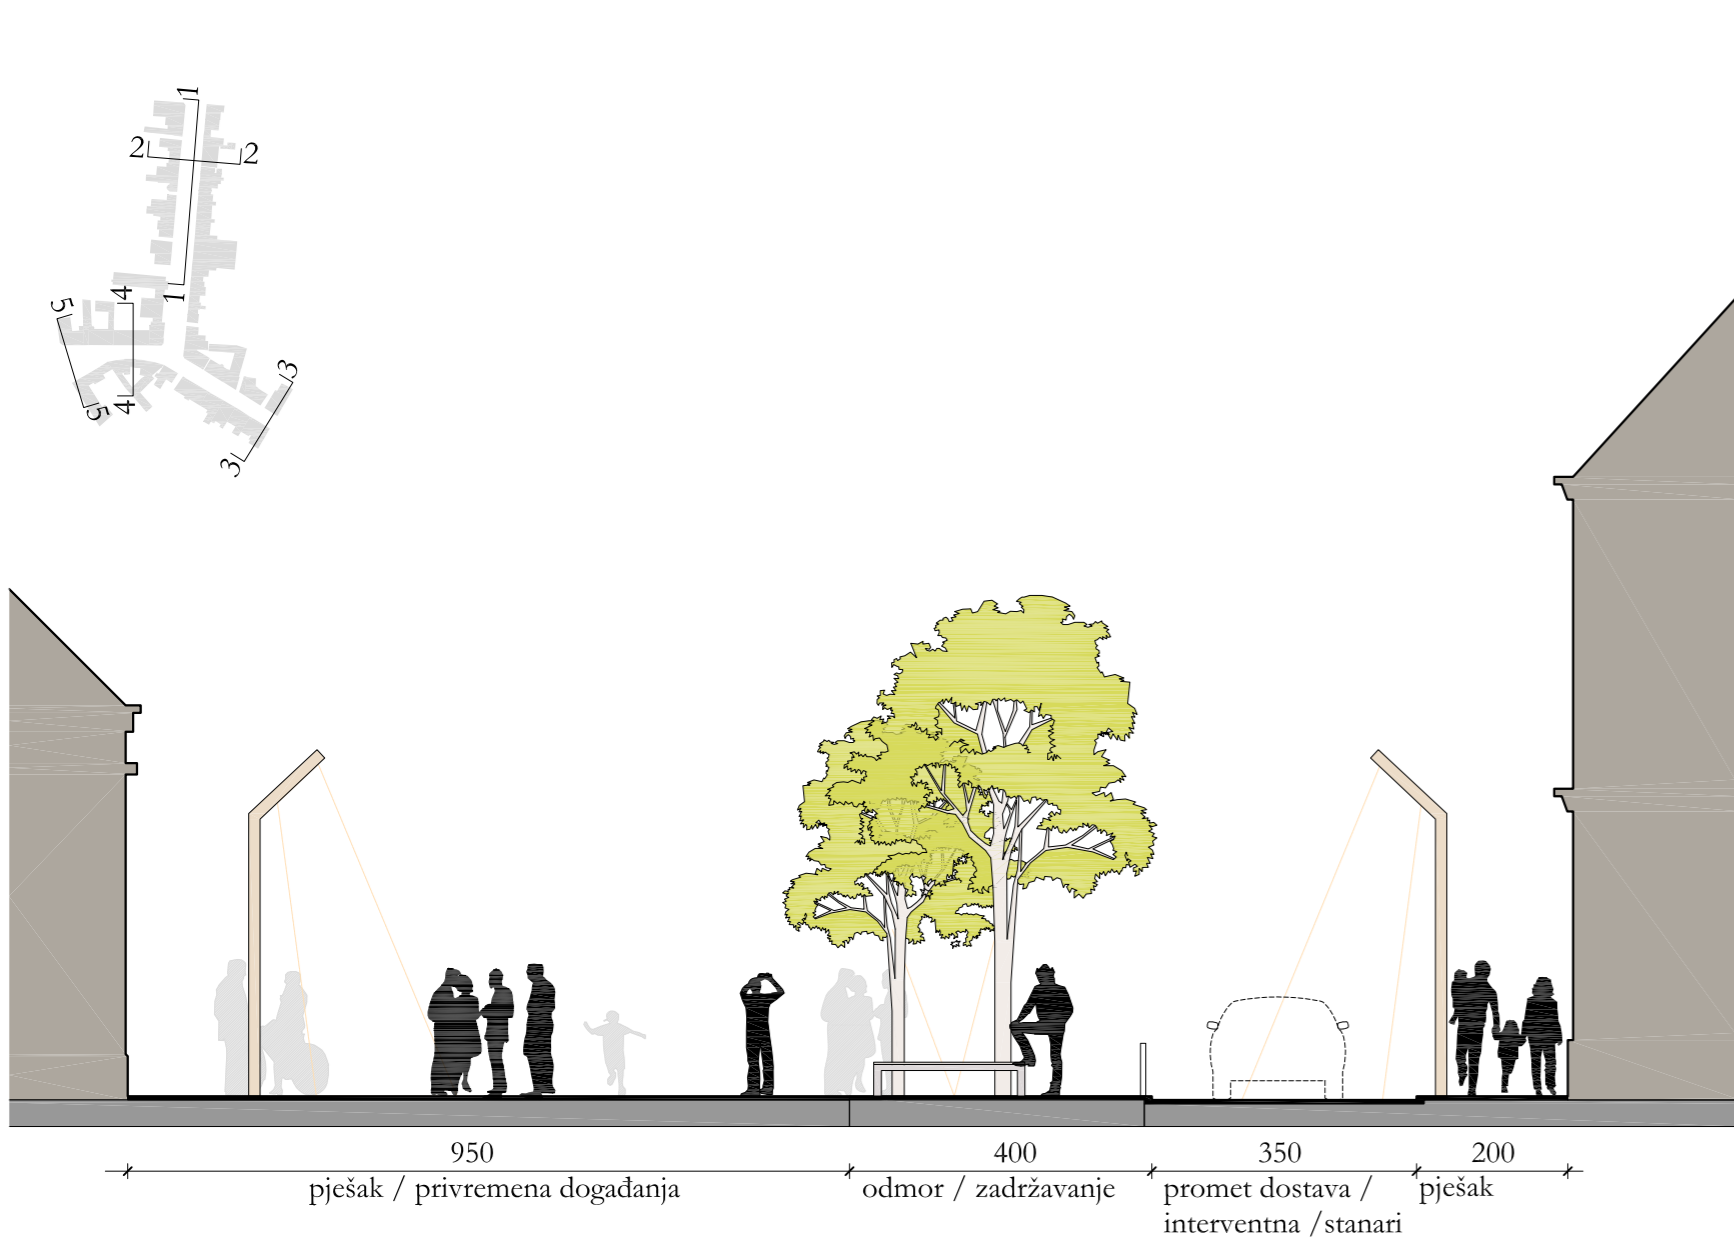 1
2
2
1
4
5
3
4
5
3
950
400
350
200
pješak / privremena događanja
odmor / zadržavanje
promet dostava /
interventna /stanari
pješak